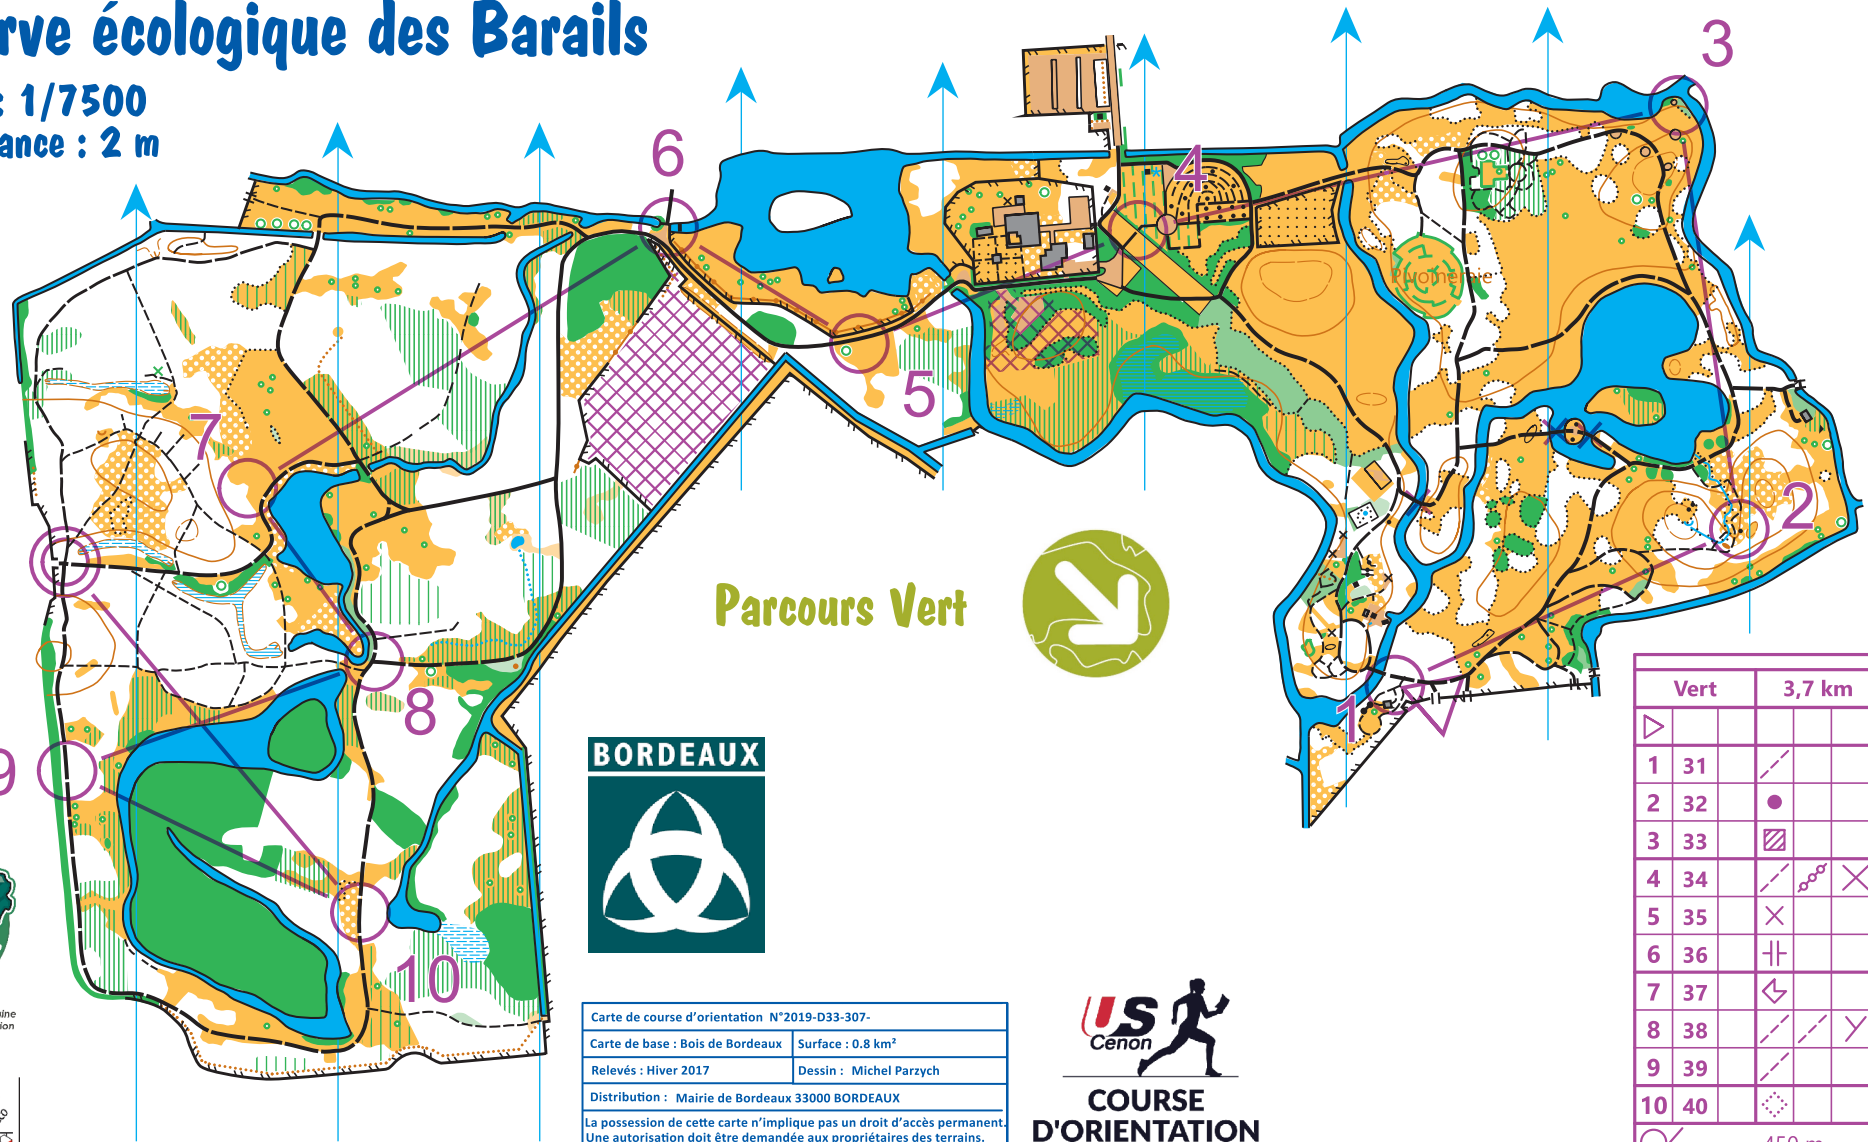 rve écologique des Barails
: 1/7500
ance : 2 m
3
6
4
Pivomeraie
5
7
2
Parcours Vert
8
1
9
10
BORDEAUX
Vert 3,7 km
1 31
2 32
3 33
4 34
5 35
6 36
7 37
8 38
9 39
10 40
450 m
Carte de course d'orientation N°2019-D33-307-
Carte de base : Bois de Bordeaux Surface : 0.8 km²
Relevés : Hiver 2017 Dessin : Michel Parzych
Distribution : Mairie de Bordeaux 33000 BORDEAUX
La possession de cette carte n'implique pas un droit d'accès permanent.
Une autorisation doit être demandée aux propriétaires des terrains.
US
Cenon
COURSE
D'ORIENTATION